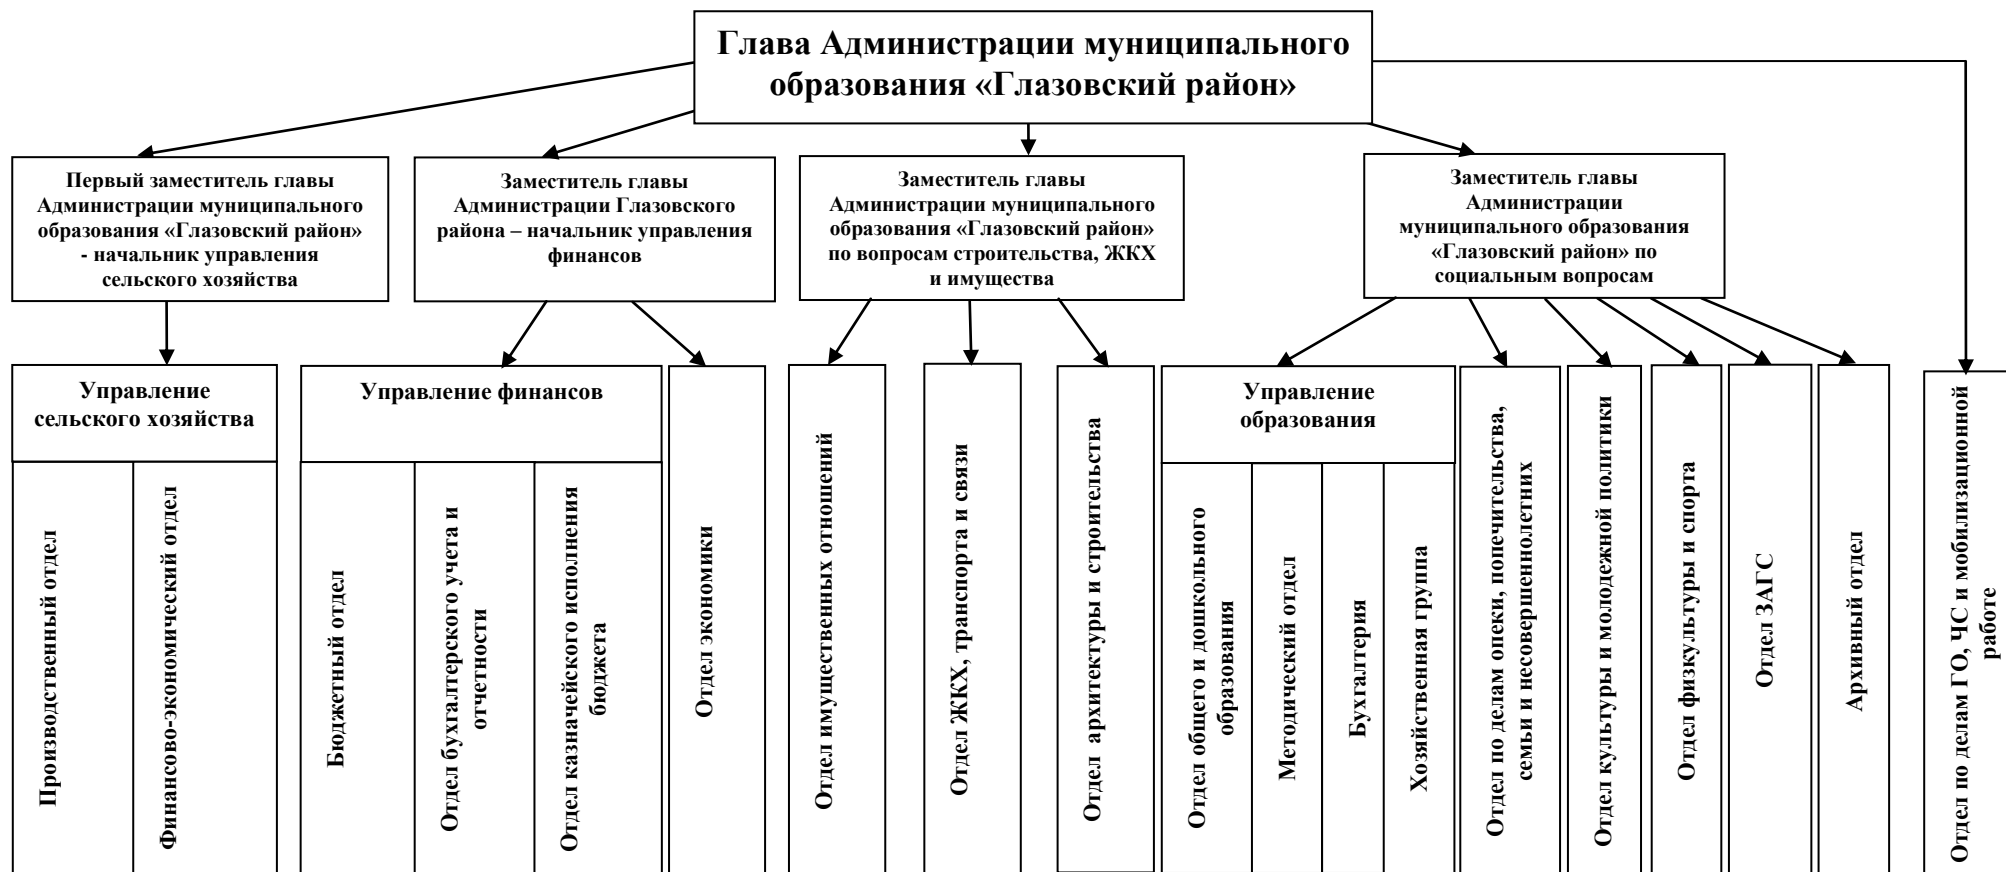 Глава Администрации муниципального
образования «Глазовский район»
Первый заместитель главы
Администрации муниципального
образования «Глазовский район»
- начальник управления
сельского хозяйства
Заместитель главы
Администрации Глазовского
района – начальник управления
финансов
Заместитель главы
Администрации муниципального
образования «Глазовский район»
по вопросам строительства, ЖКХ
и имущества
Заместитель главы
Администрации
муниципального образования
«Глазовский район» по
социальным вопросам
Управление
сельского хозяйства
Производственный отдел
Финансово-экономический отдел
Управление финансов
Бюджетный отдел
Отдел бухгалтерского учета и
отчетности
Отдел казначейского исполнения
бюджета
Отдел экономики
Отдел имущественных отношений
Отдел ЖКХ, транспорта и связи
Отдел архитектуры и строительства
Управление
образования
Отдел общего и дошкольного
образования
Методический отдел
Бухгалтерия
Хозяйственная группа
Отдел по делам опеки, попечительства,
семьи и несовершеннолетних
Отдел культуры и молодежной политики
Отдел физкультуры и спорта
Отдел ЗАГС
Архивный отдел
Отдел по делам ГО, ЧС и мобилизационной
работе